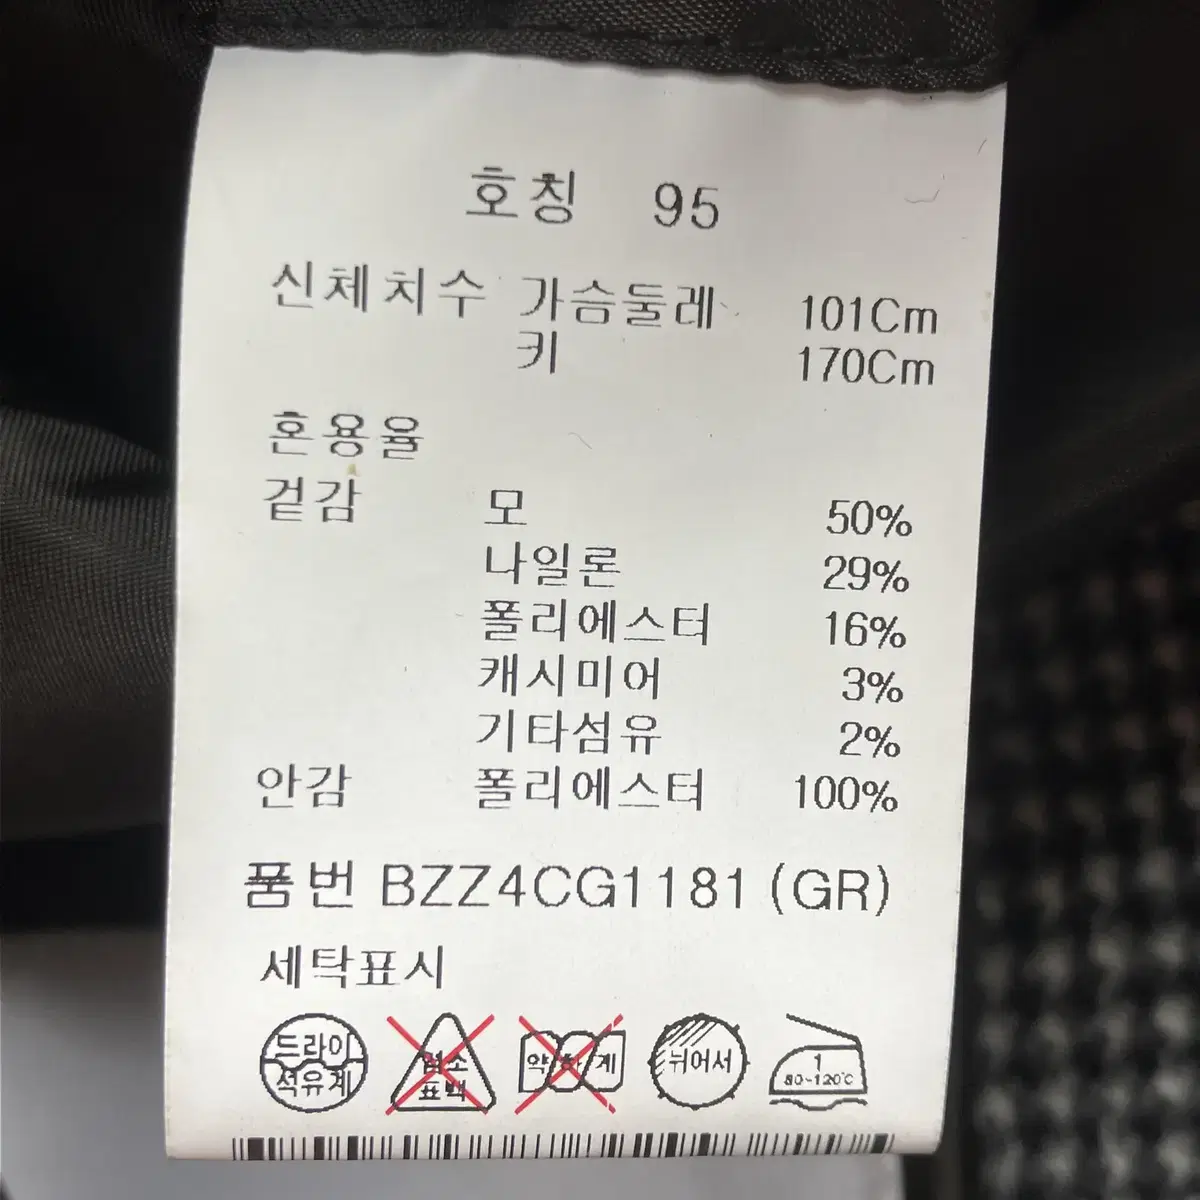 호칭 95
신체치수 가슴둘레 101Cm
키 170Cm
혼용율
겉감 모 50%
나일론 29%
폴리에스터 16%
캐시미어 3%
기타섬유 2%
안감 폴리에스터 100%
품번 BZZ4CG1181 (GR)
세탁표시
드라이
석유계
염소
표백
약하게
뉘어서
1
80-120℃